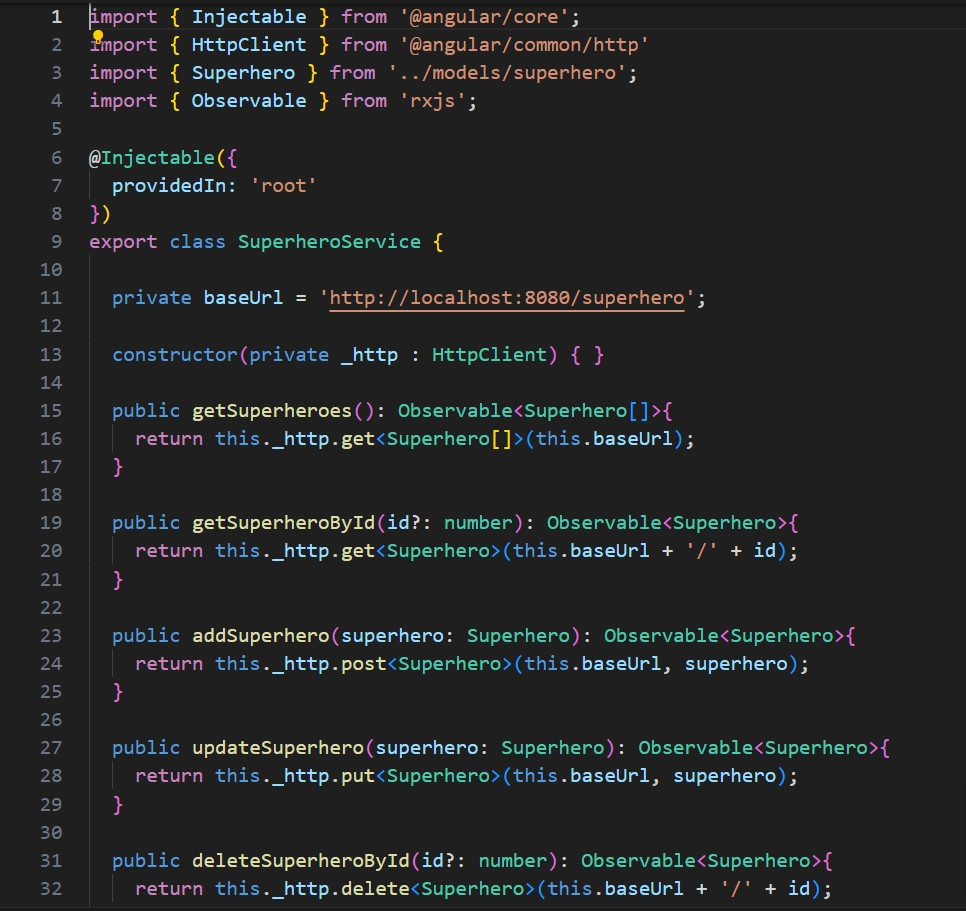 1 import { Injectable } from '@angular/core';
2 import { HttpClient } from '@angular/common/http'
3 import { Superhero } from '../models/superhero';
4 import { Observable } from 'rxjs';
5
6 @Injectable({
7   providedIn: 'root'
8 })
9 export class SuperheroService {
10
11   private baseUrl = 'http://localhost:8080/superhero';
12
13   constructor(private _http : HttpClient) { }
14
15   public getSuperheroes(): Observable<Superhero[]>{
16     return this._http.get<Superhero[]>(this.baseUrl);
17   }
18
19   public getSuperheroById(id?: number): Observable<Superhero>{
20     return this._http.get<Superhero>(this.baseUrl + '/' + id);
21   }
22
23   public addSuperhero(superhero: Superhero): Observable<Superhero>{
24     return this._http.post<Superhero>(this.baseUrl, superhero);
25   }
26
27   public updateSuperhero(superhero: Superhero): Observable<Superhero>{
28     return this._http.put<Superhero>(this.baseUrl, superhero);
29   }
30
31   public deleteSuperheroById(id?: number): Observable<Superhero>{
32     return this._http.delete<Superhero>(this.baseUrl + '/' + id);